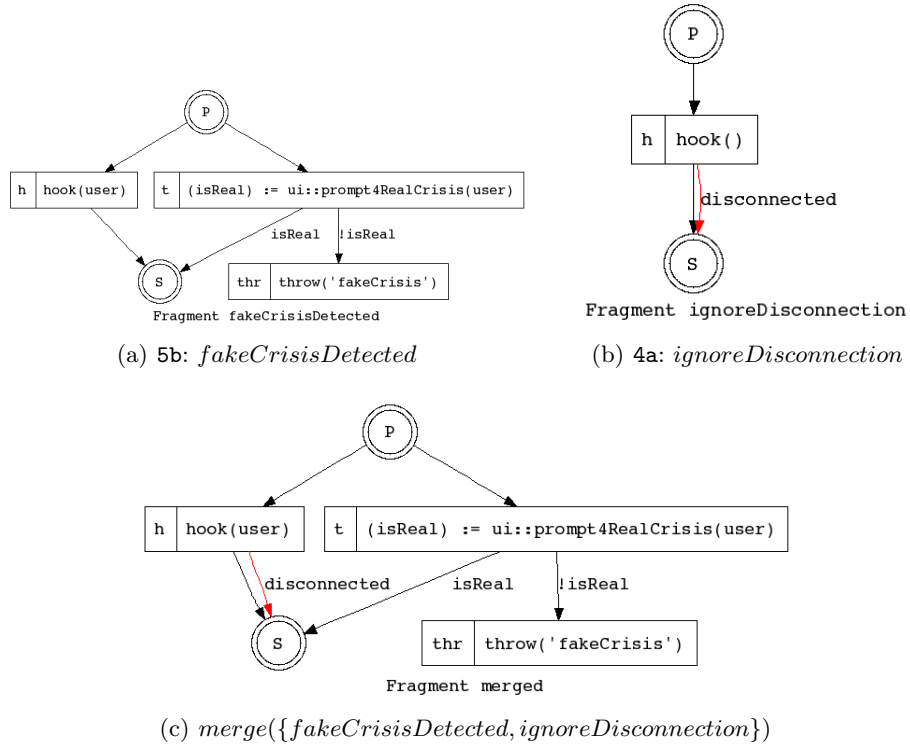 P
h hook(user)
t (isReal) := ui::prompt4RealCrisis(user)
isReal !isReal
S
thr throw('fakeCrisis')
Fragment fakeCrisisDetected
(a) 5b: fakeCrisisDetected
P
h hook()
disconnected
S
Fragment ignoreDisconnection
(b) 4a: ignoreDisconnection
P
h hook(user)
t (isReal) := ui::prompt4RealCrisis(user)
disconnected isReal !isReal
S
thr throw('fakeCrisis')
Fragment merged
(c) merge({fakeCrisisDetected, ignoreDisconnection})